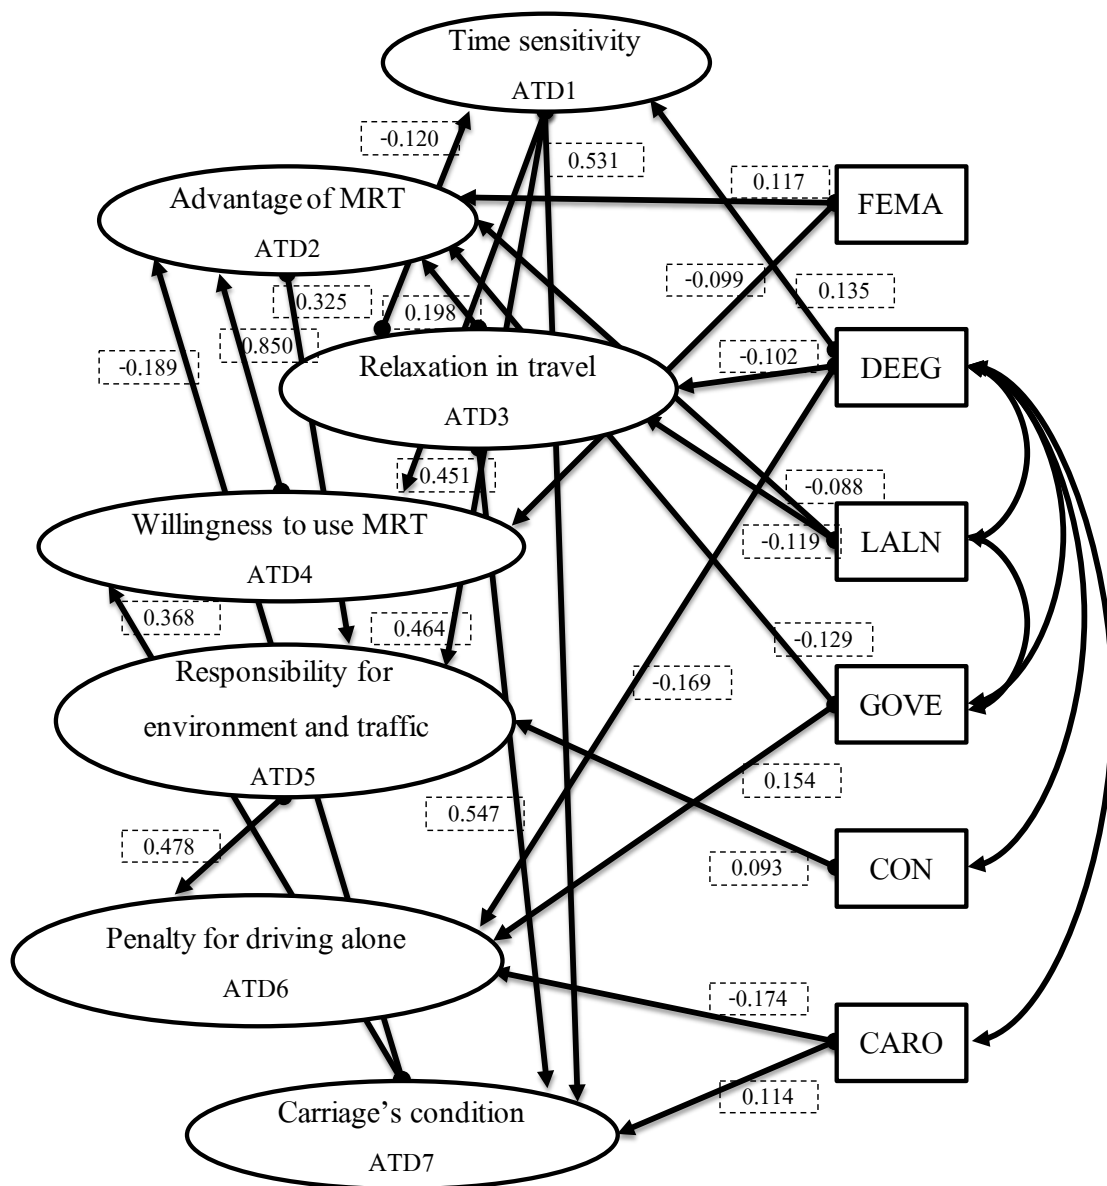 Time sensitivity
ATD1
-0.120
0.531
Advantage of MRT
ATD2
0.117
FEMA
-0.099
0.135
0.325
0.198
0.850
-0.189
Relaxation in travel
ATD3
-0.102
DEEG
0.451
-0.088
Willingness to use MRT
ATD4
-0.119
LALN
0.368
0.464
-0.129
Responsibility for
environment and traffic
ATD5
-0.169
GOVE
0.154
0.547
0.478
0.093
CON
Penalty for driving alone
ATD6
-0.174
CARO
0.114
Carriage’s condition
ATD7